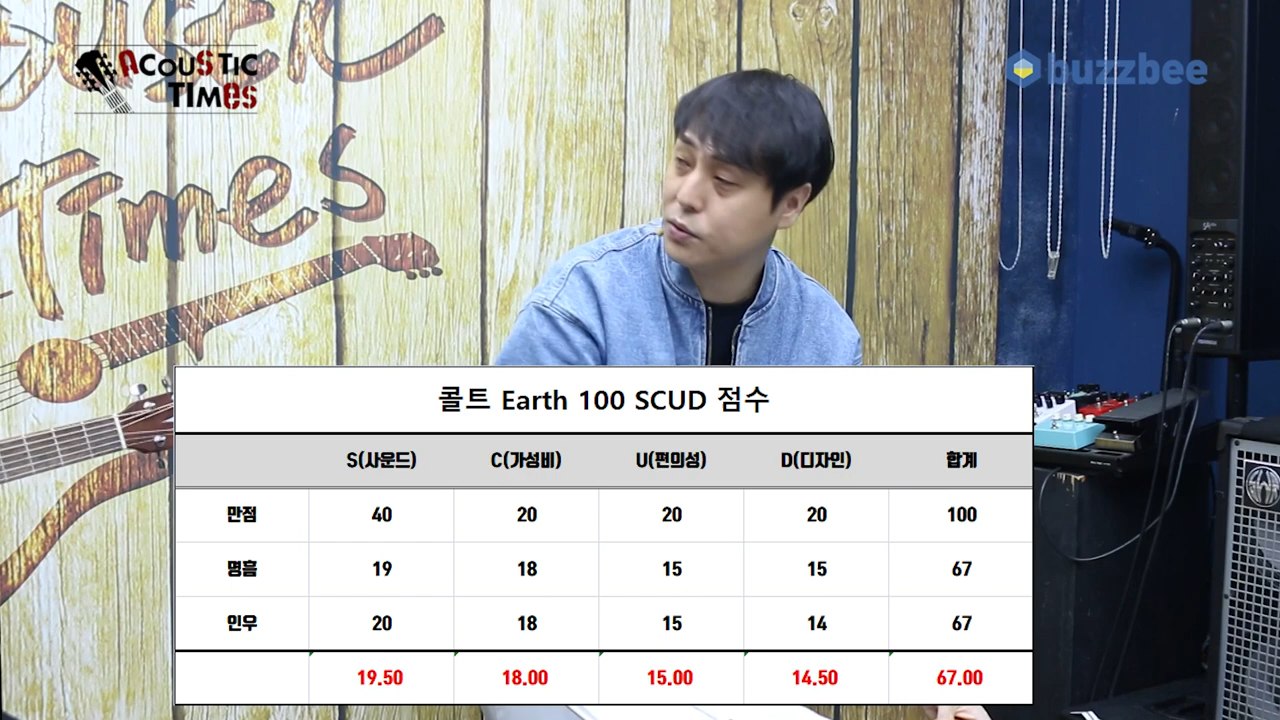 ACOUSTIC
TIMES
buzzbee
Times
콜트 Earth 100 SCUD 점수
S(사운드) C(가성비) U(편의성) D(디자인) 합계
만점 40 20 20 20 100
명흠 19 18 15 15 67
인우 20 18 15 14 67
19.50 18.00 15.00 14.50 67.00